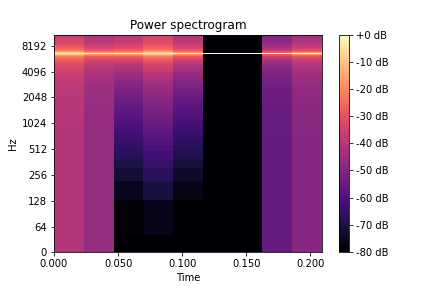 Power spectrogram
8192
4096
2048
1024
512
256
128
64
0
Hz
0.000 0.050 0.100 0.150 0.200
Time
+0 dB
-10 dB
-20 dB
-30 dB
-40 dB
-50 dB
-60 dB
-70 dB
-80 dB